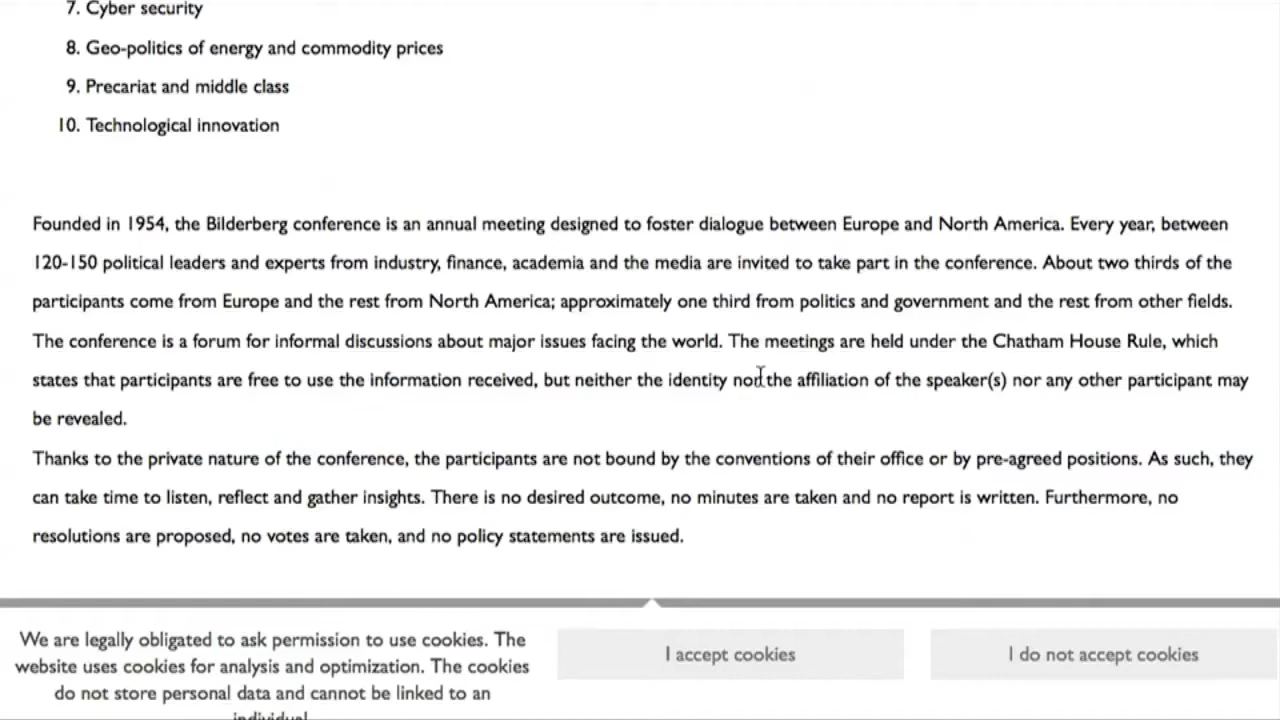 7. Cyber security
8. Geo-politics of energy and commodity prices
9. Precariat and middle class
10. Technological innovation
Founded in 1954, the Bilderberg conference is an annual meeting designed to foster dialogue between Europe and North America. Every year, between
120-150 political leaders and experts from industry, finance, academia and the media are invited to take part in the conference. About two thirds of the
participants come from Europe and the rest from North America; approximately one third from politics and government and the rest from other fields.
The conference is a forum for informal discussions about major issues facing the world. The meetings are held under the Chatham House Rule, which
states that participants are free to use the information received, but neither the identity nor the affiliation of the speaker(s) nor any other participant may
be revealed.
Thanks to the private nature of the conference, the participants are not bound by the conventions of their office or by pre-agreed positions. As such, they
can take time to listen, reflect and gather insights. There is no desired outcome, no minutes are taken and no report is written. Furthermore, no
resolutions are proposed, no votes are taken, and no policy statements are issued.
We are legally obligated to ask permission to use cookies. The
website uses cookies for analysis and optimization. The cookies
do not store personal data and cannot be linked to an
individual.
I accept cookies
I do not accept cookies